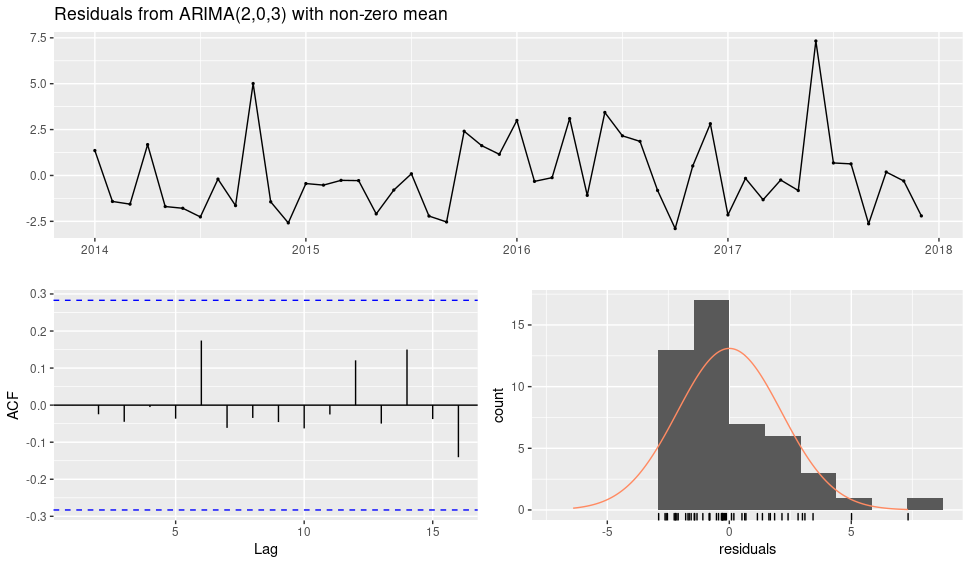 Residuals from ARIMA(2,0,3) with non-zero mean
7.5
5.0
2.5
0.0
-2.5
2014 2015 2016 2017 2018
ACF
0.3
0.2
0.1
0.0
-0.1
-0.2
-0.3
5 10 15
Lag
count
15
10
5
0
-5 0 5
residuals